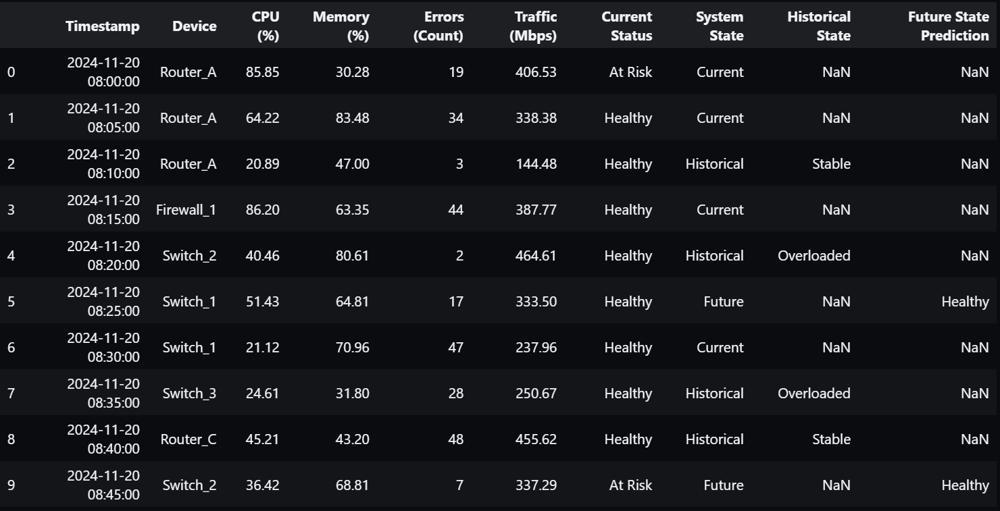 Timestamp Device CPU (%) Memory (%) Errors (Count) Traffic (Mbps) Current Status System State Historical State Future State Prediction
0 2024-11-20 08:00:00 Router_A 85.85 30.28 19 406.53 At Risk Current NaN NaN
1 2024-11-20 08:05:00 Router_A 64.22 83.48 34 338.38 Healthy Current NaN NaN
2 2024-11-20 08:10:00 Router_A 20.89 47.00 3 144.48 Healthy Historical Stable NaN
3 2024-11-20 08:15:00 Firewall_1 86.20 63.35 44 387.77 Healthy Current NaN NaN
4 2024-11-20 08:20:00 Switch_2 40.46 80.61 2 464.61 Healthy Historical Overloaded NaN
5 2024-11-20 08:25:00 Switch_1 51.43 64.81 17 333.50 Healthy Future NaN Healthy
6 2024-11-20 08:30:00 Switch_1 21.12 70.96 47 237.96 Healthy Current NaN NaN
7 2024-11-20 08:35:00 Switch_3 24.61 31.80 28 250.67 Healthy Historical Overloaded NaN
8 2024-11-20 08:40:00 Router_C 45.21 43.20 48 455.62 Healthy Historical Stable NaN
9 2024-11-20 08:45:00 Switch_2 36.42 68.81 7 337.29 At Risk Future NaN Healthy